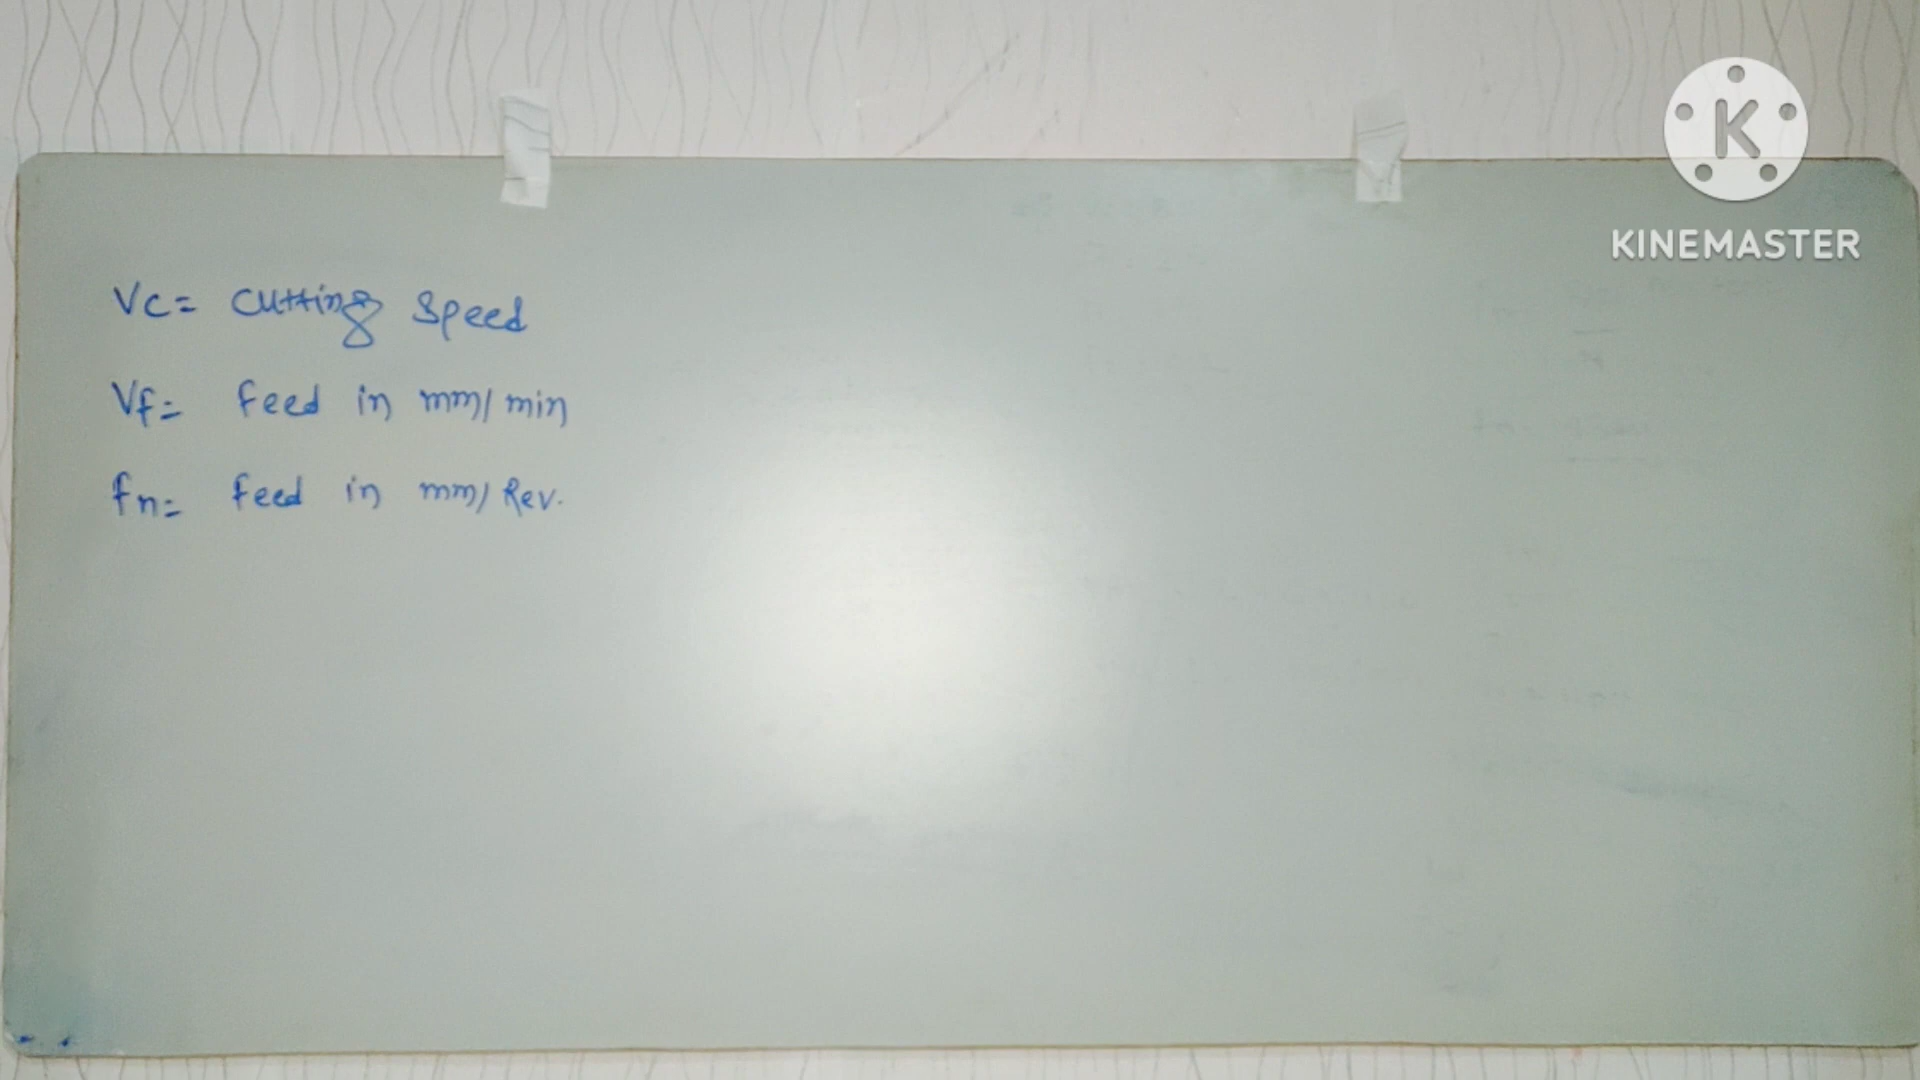 Vc= Cutting Speed
Vf= feed in mm/min
fn= feed in mm/Rev.
KINEMASTER